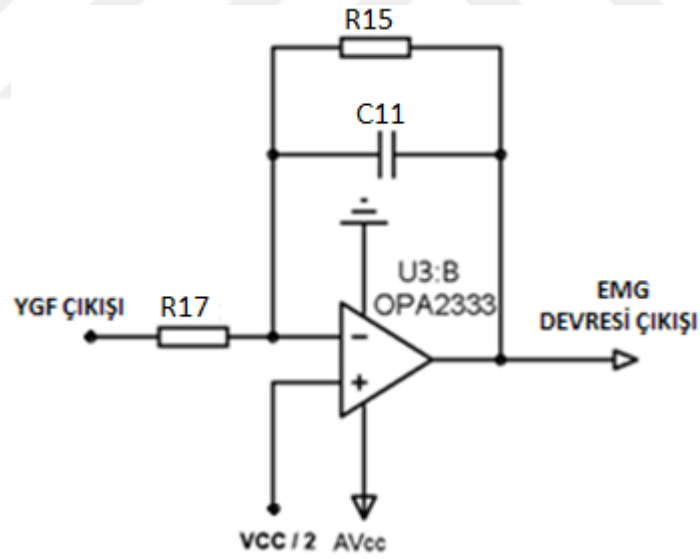 R15
C11
U3:B
OPA2333
YGF ÇIKIŞI
R17
EMG
DEVRESİ ÇIKIŞI
VCC / 2
AVcc